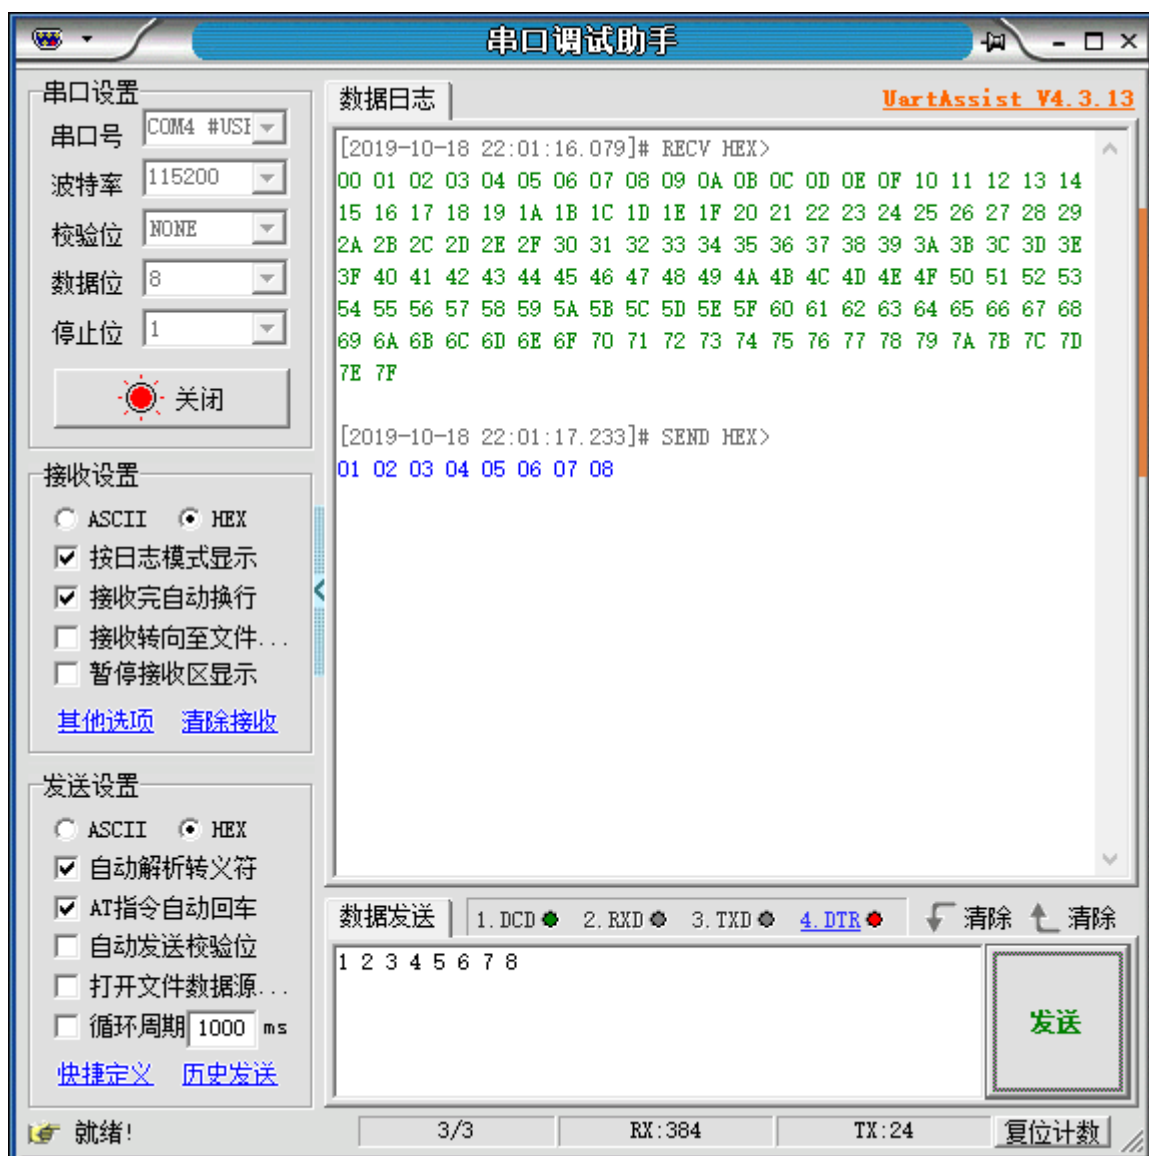 串口调试助手
串口设置
串口号 COM4 #USI
波特率 115200
校验位 NONE
数据位 8
停止位 1
关闭
接收设置
ASCII HEX
按日志模式显示
接收完自动换行
接收转向至文件...
暂停接收区显示
其他选项 清除接收
发送设置
ASCII HEX
自动解析转义符
AT指令自动回车
自动发送校验位
打开文件数据源...
循环周期 1000 ms
快捷定义 历史发送
数据日志 UartAssist V4.3.13
[2019-10-18 22:01:16.079]# RECV HEX>
00 01 02 03 04 05 06 07 08 09 0A 0B 0C 0D 0E 0F 10 11 12 13 14
15 16 17 18 19 1A 1B 1C 1D 1E 1F 20 21 22 23 24 25 26 27 28 29
2A 2B 2C 2D 2E 2F 30 31 32 33 34 35 36 37 38 39 3A 3B 3C 3D 3E
3F 40 41 42 43 44 45 46 47 48 49 4A 4B 4C 4D 4E 4F 50 51 52 53
54 55 56 57 58 59 5A 5B 5C 5D 5E 5F 60 61 62 63 64 65 66 67 68
69 6A 6B 6C 6D 6E 6F 70 71 72 73 74 75 76 77 78 79 7A 7B 7C 7D
7E 7F
[2019-10-18 22:01:17.233]# SEND HEX>
01 02 03 04 05 06 07 08
数据发送 1.DCD 2.RXD 3.TXD 4.DTR 清除 清除
1 2 3 4 5 6 7 8
发送
就绪! 3/3 RX:384 TX:24 复位计数